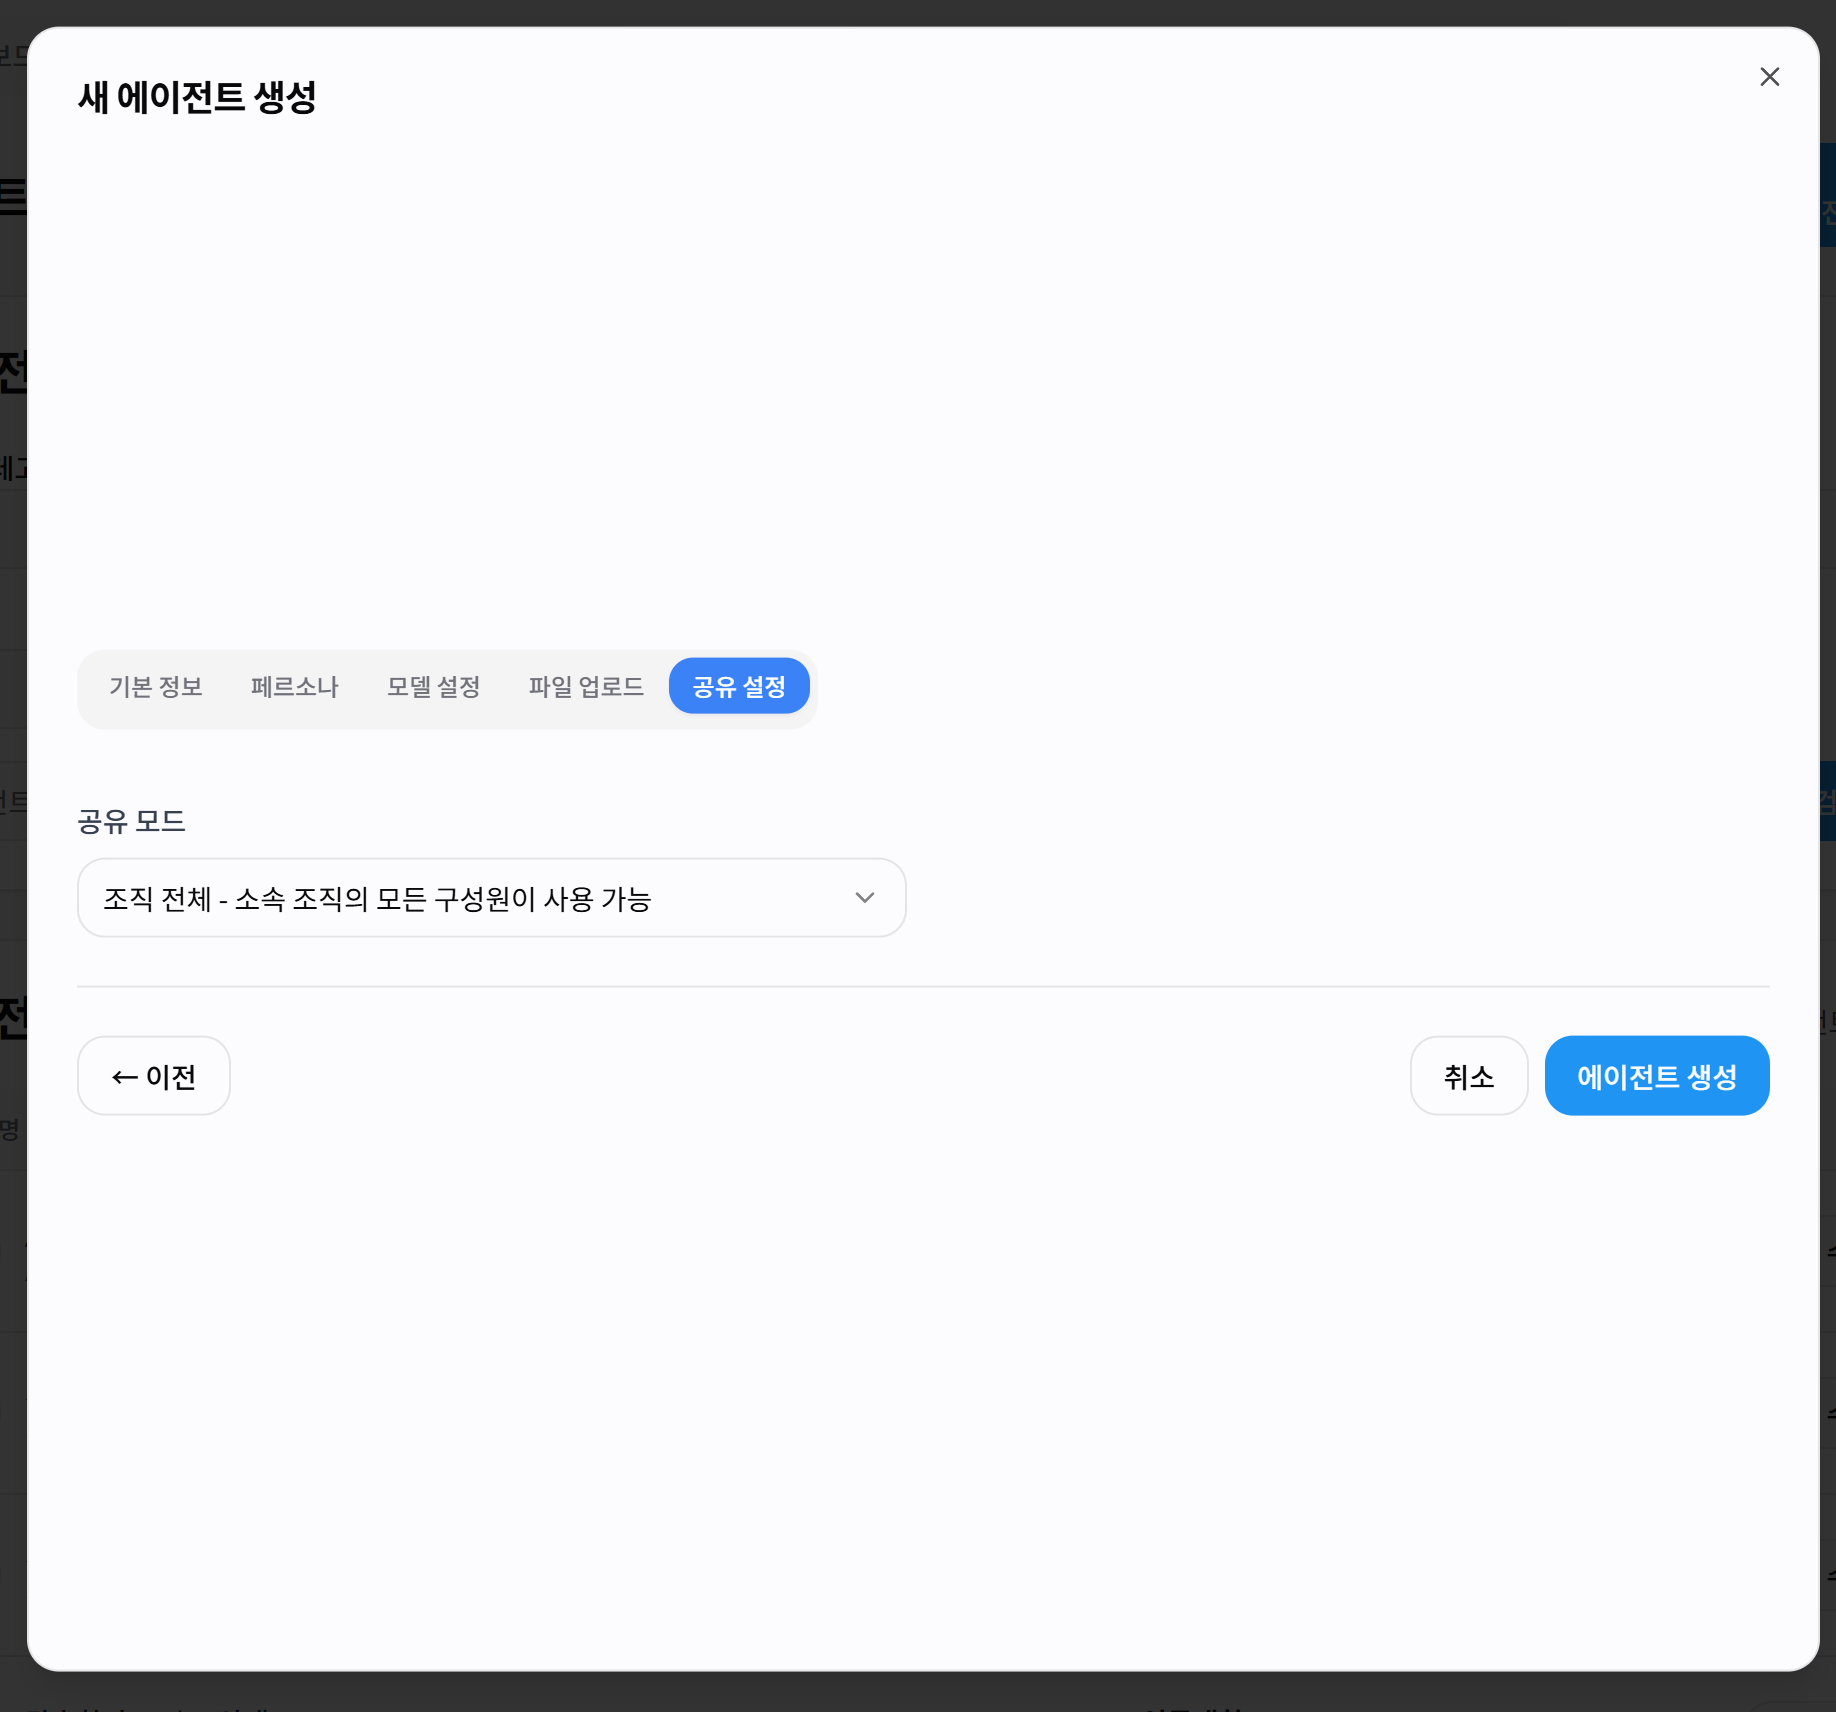 새 에이전트 생성
기본 정보 페르소나 모델 설정 파일 업로드 공유 설정
공유 모드
조직 전체 - 소속 조직의 모든 구성원이 사용 가능
← 이전 취소 에이전트 생성